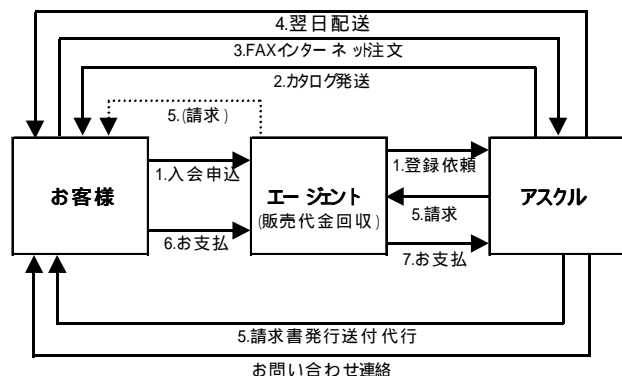 4.翌日配送
3.FAXインターネット注文
2.カタログ発送
5.(請求)
お客様
1.入会申込
6.お支払
エージェント
(販売代金回収)
1.登録依頼
5.請求
7.お支払
アスクル
5.請求書発行送付代行
お問い合わせ連絡